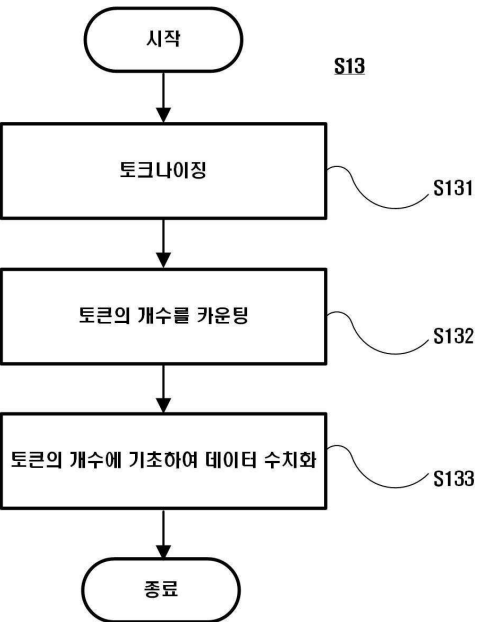 시작
S13
토크나이징
S131
토큰의 개수를 카운팅
S132
토큰의 개수에 기초하여 데이터 수치화
S133
종료